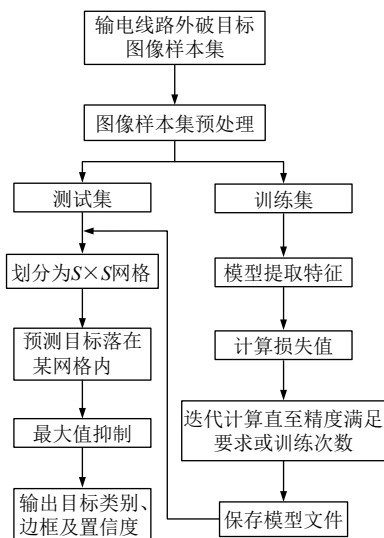 输电线路外破目标
图像样本集
图像样本集预处理
测试集
划分为S×S网格
预测目标落在
某网格内
最大值抑制
输出目标类别、
边框及置信度
训练集
模型提取特征
计算损失值
迭代计算直至精度满足
要求或训练次数
保存模型文件